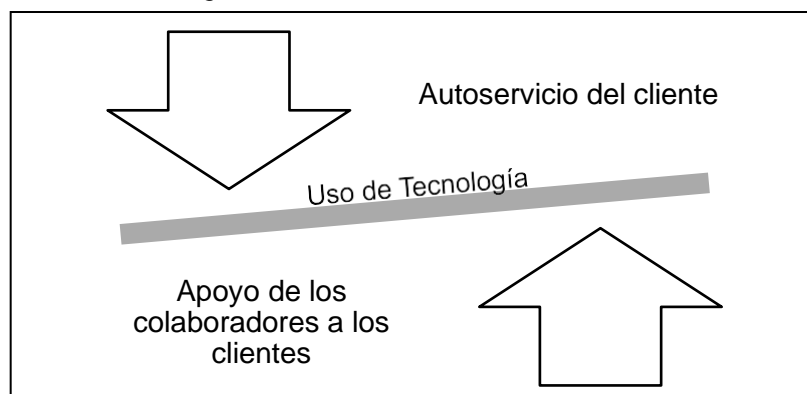 Autoservicio del cliente
Uso de Tecnología
Apoyo de los
colaboradores a los
clientes